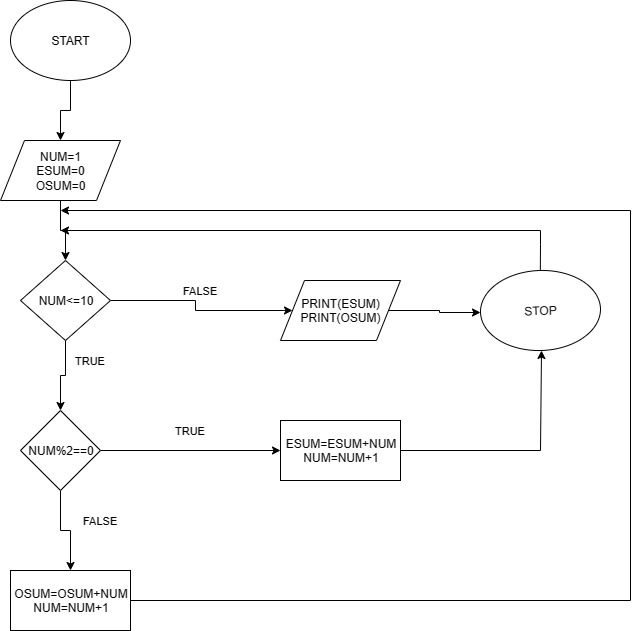 START
NUM=1
ESUM=0
OSUM=0
NUM<=10
FALSE
PRINT(ESUM)
PRINT(OSUM)
STOP
TRUE
NUM%2==0
TRUE
ESUM=ESUM+NUM
NUM=NUM+1
FALSE
OSUM=OSUM+NUM
NUM=NUM+1